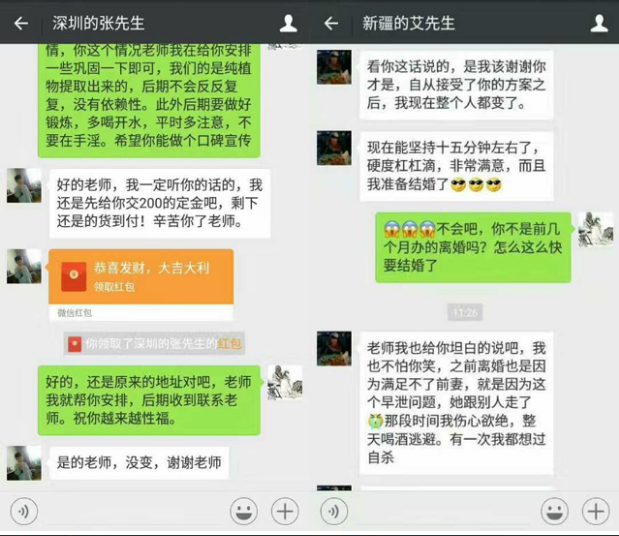 深圳的张先生
情，你这个情况老师我在给你安排
一些巩固一下即可，我们的是纯植
物提取出来的，后期不会反反复
复，没有依赖性。此外后期要做好
锻炼，多喝开水，平时多注意，不
要在手淫。希望你能做个口碑宣传
好的老师，我一定听你的话的，我
还是先给你交200的定金吧，剩下
还是的货到付！辛苦你了老师。
恭喜发财，大吉大利
领取红包
微信红包
你领取了深圳的张先生的红包
好的，还是原来的地址对吧，老师
我就帮你安排，后期收到联系老
师。祝你越来越性福。
是的老师，没变，谢谢老师
新疆的艾先生
看你这话说的，是我该谢谢你
才是，自从接受了你的方案之
后，我现在整个人都变了。
现在能坚持十五分钟左右了，
硬度杠杠滴，非常满意，而且
我准备结婚了
不会吧，你不是前几
个月办的离婚吗？怎么这么快
要结婚了
11:26
老师我也给你坦白的说吧，我
也不怕你笑，之前离婚也是因
为满足不了前妻，就是因为这
个早泄问题，她跟别人走了
那段时间我伤心欲绝，整
天喝酒逃避。有一次我都想过
自杀